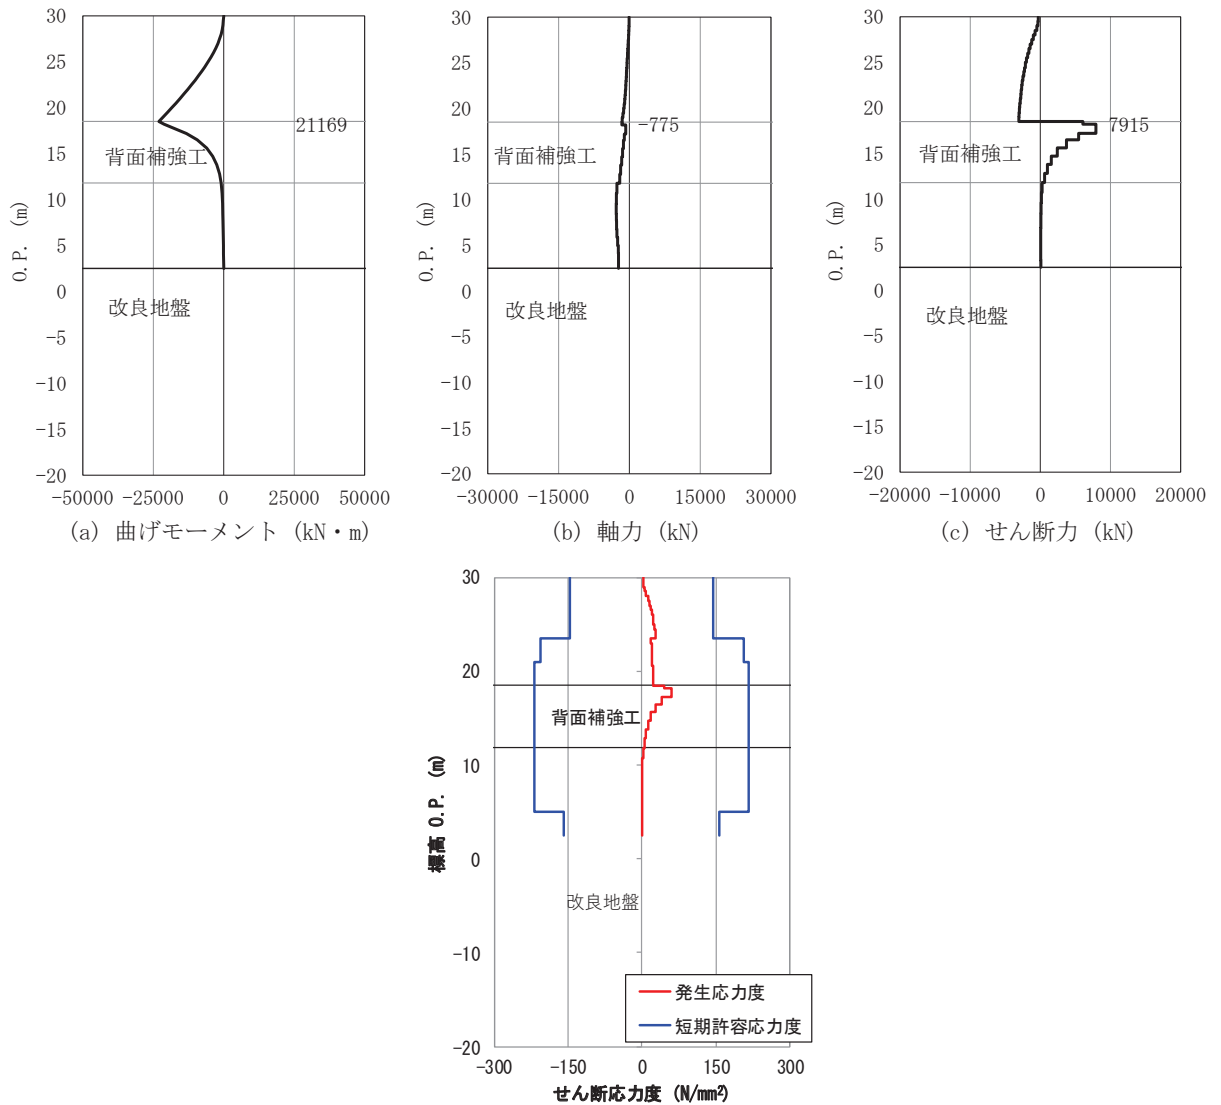 30
25
20
15
10
5
0
-5
-10
-15
-20
O.P. (m)
21169
背面補強工
改良地盤
-50000 -25000 0 25000 50000
(a) 曲げモーメント (kN・m)
30
25
20
15
10
5
0
-5
-10
-15
-20
O.P. (m)
-775
背面補強工
改良地盤
-30000 -15000 0 15000 30000
(b) 軸力 (kN)
30
25
20
15
10
5
0
-5
-10
-15
-20
O.P. (m)
7915
背面補強工
改良地盤
-20000 -10000 0 10000 20000
(c) せん断力 (kN)
30
20
10
0
-10
-20
標高 O.P. (m)
背面補強工
改良地盤
発生応力度
短期許容応力度
-300 -150 0 150 300
せん断応力度 (N/mm²)